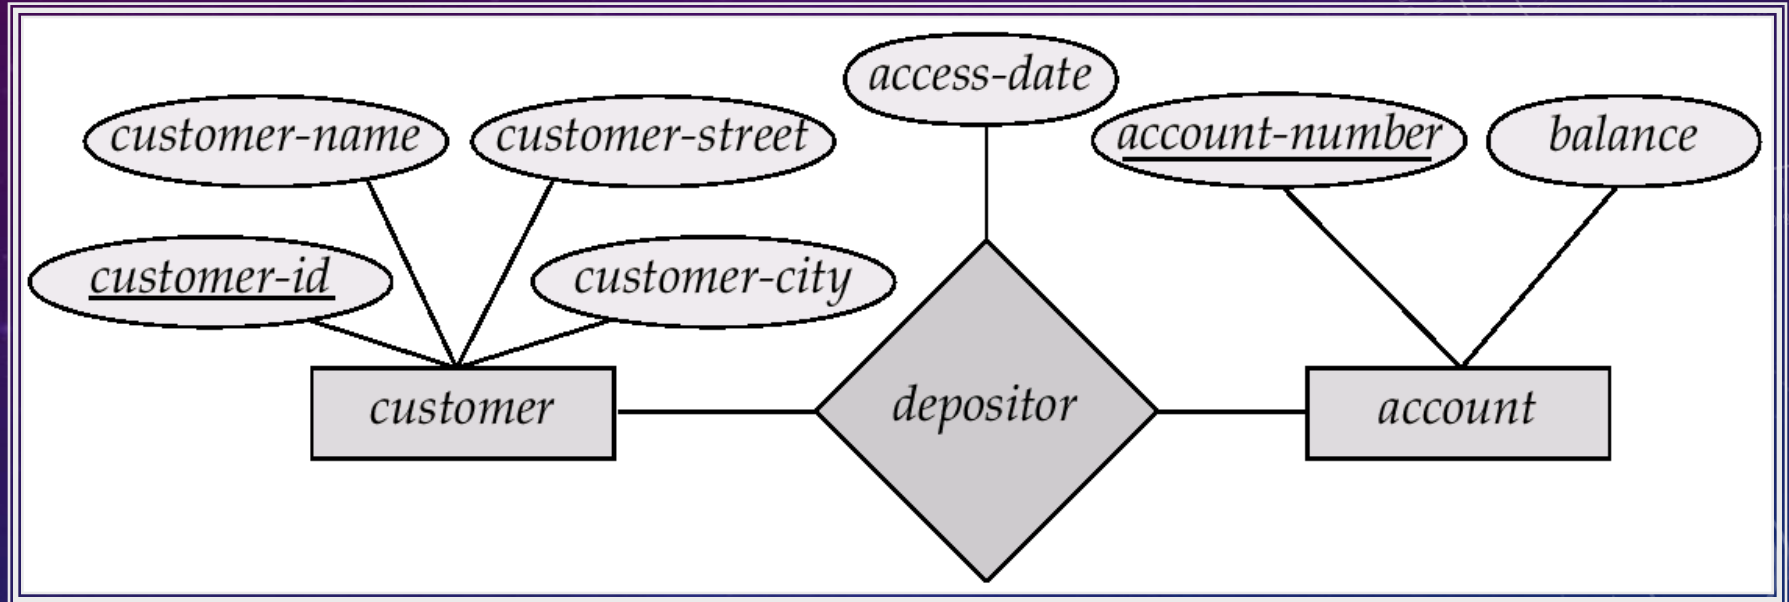 access-date
customer-name
customer-street
account-number
balance
customer-id
customer-city
customer
depositor
account